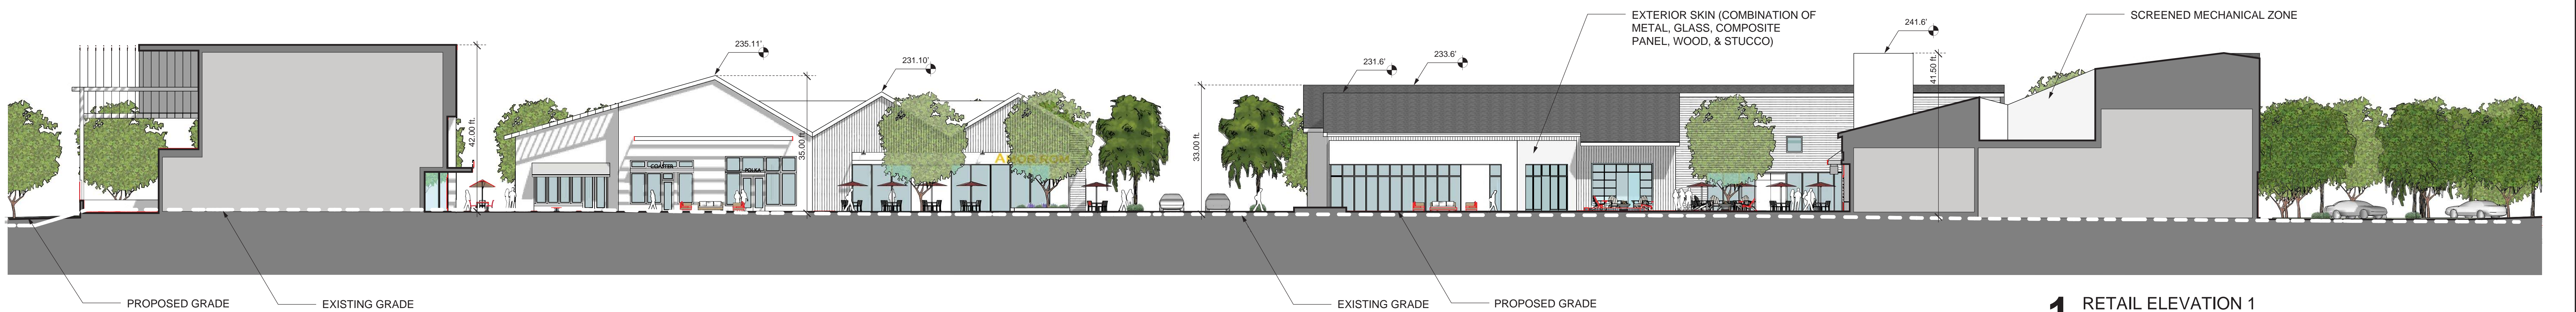 EXTERIOR SKIN (COMBINATION OF
METAL, GLASS, COMPOSITE
PANEL, WOOD, & STUCCO)
241.6'
SCREENED MECHANICAL ZONE
235.11'
231.10'
231.6'
233.6'
42.00 ft.
35.00 ft.
33.00 ft.
41.50 ft.
COASTER
POLKA
PROPOSED GRADE
EXISTING GRADE
EXISTING GRADE
PROPOSED GRADE
1 RETAIL ELEVATION 1